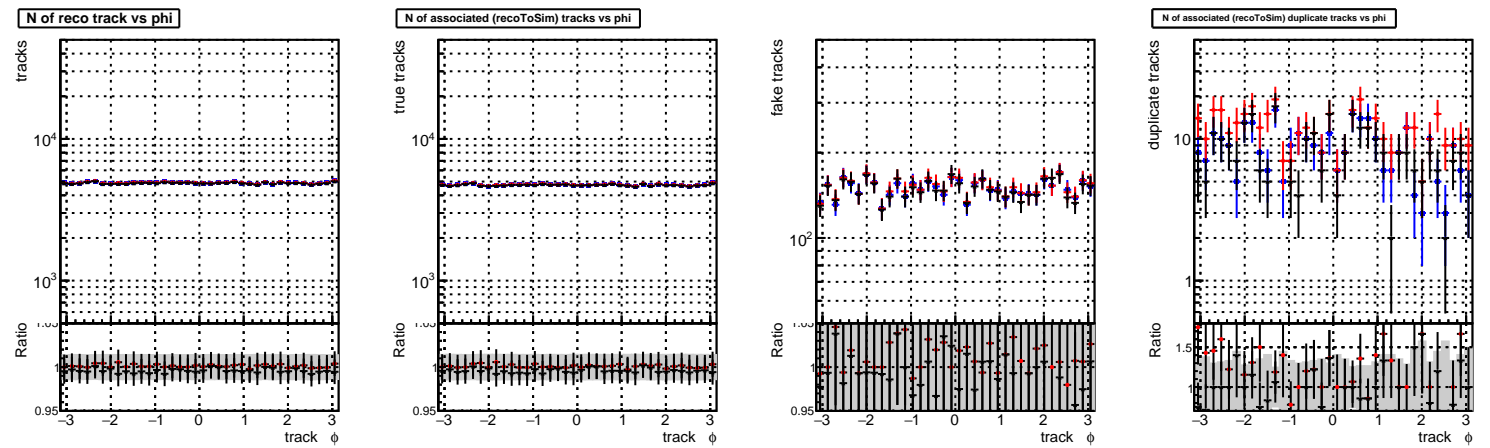 N of reco track vs phi
tracks
10⁴
10³
Ratio
1.
0.95
−3 −2 −1 0 1 2 3
track ϕ
N of associated (recoToSim) tracks vs phi
true tracks
10⁴
10³
Ratio
1.
0.95
−3 −2 −1 0 1 2 3
track ϕ
fake tracks
10²
Ratio
1.
0.95
−3 −2 −1 0 1 2 3
track ϕ
N of associated (recoToSim) duplicate tracks vs phi
duplicate tracks
10
1
Ratio
1.5
1.
−3 −2 −1 0 1 2 3
track ϕ